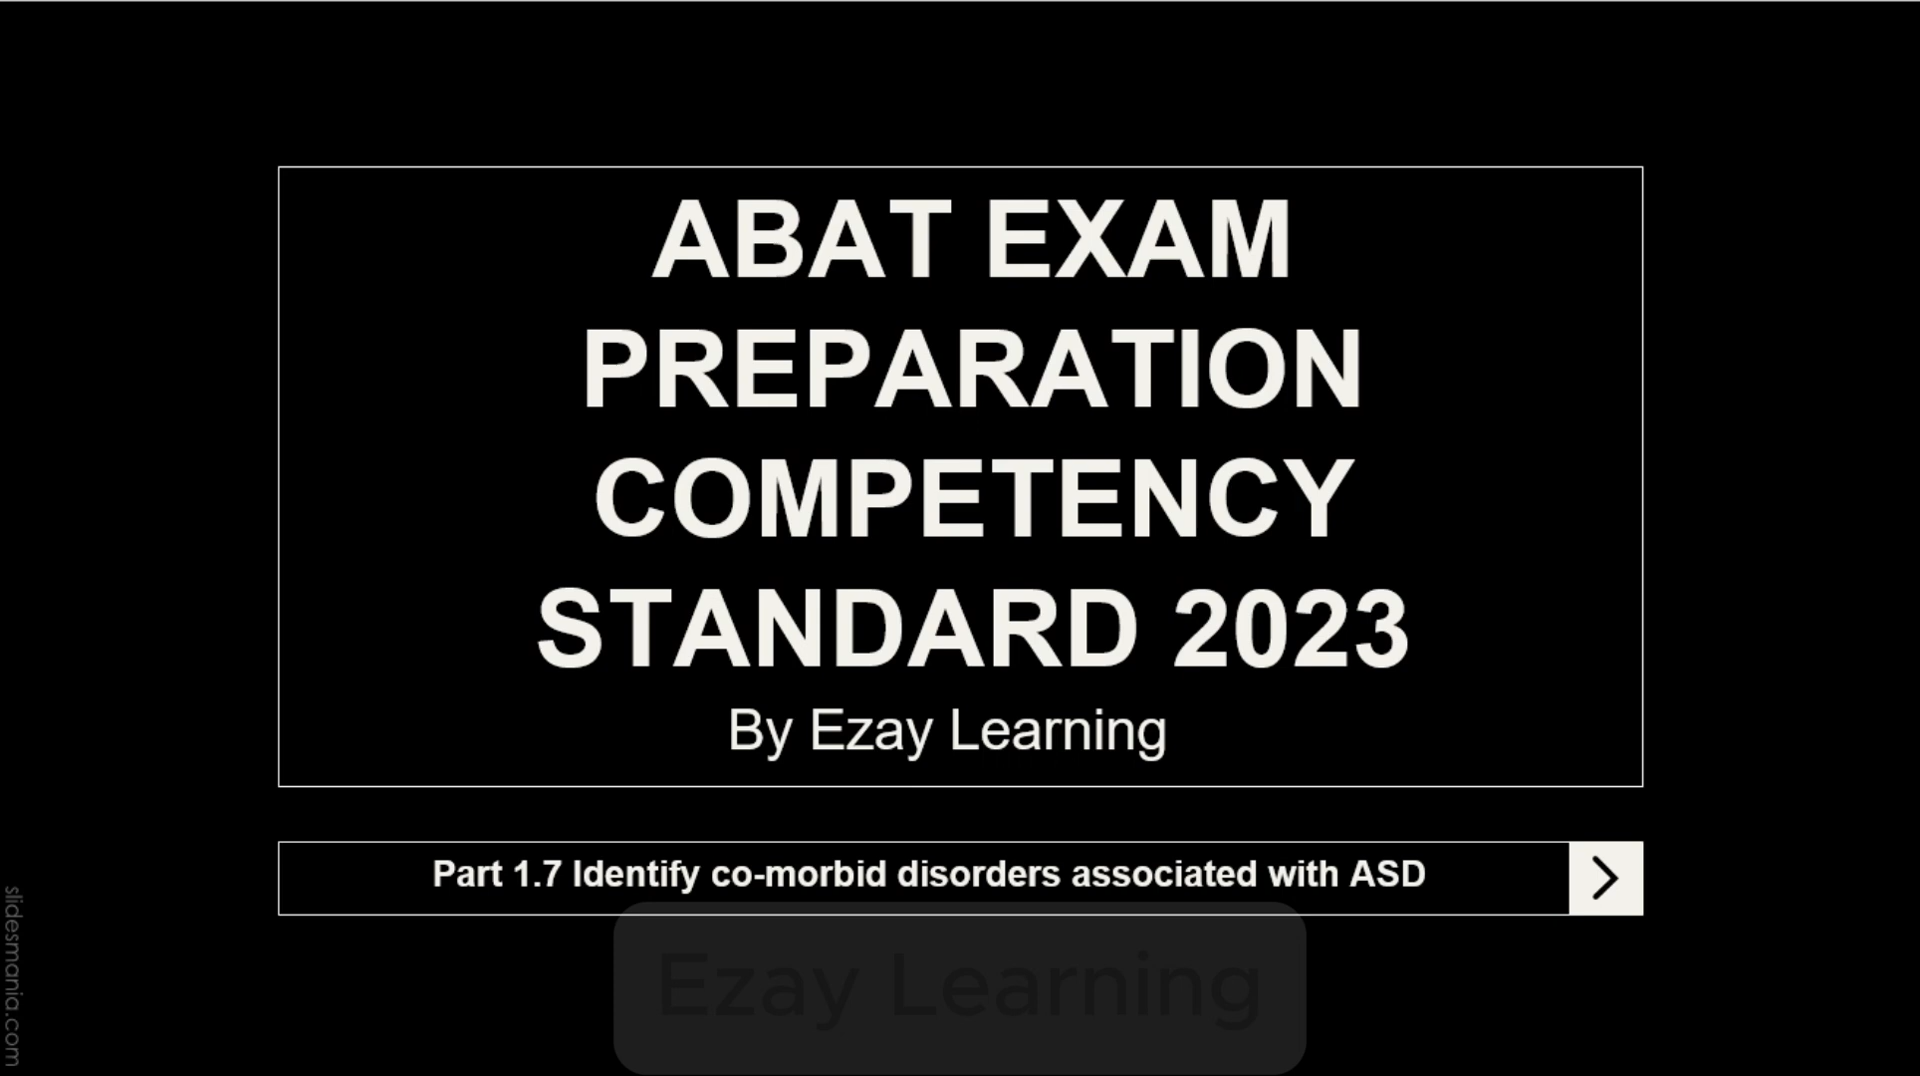 ABAT EXAM
PREPARATION
COMPETENCY
STANDARD 2023
By Ezay Learning
Part 1.7 Identify co-morbid disorders associated with ASD
Ezay Learning
slidesmania.com